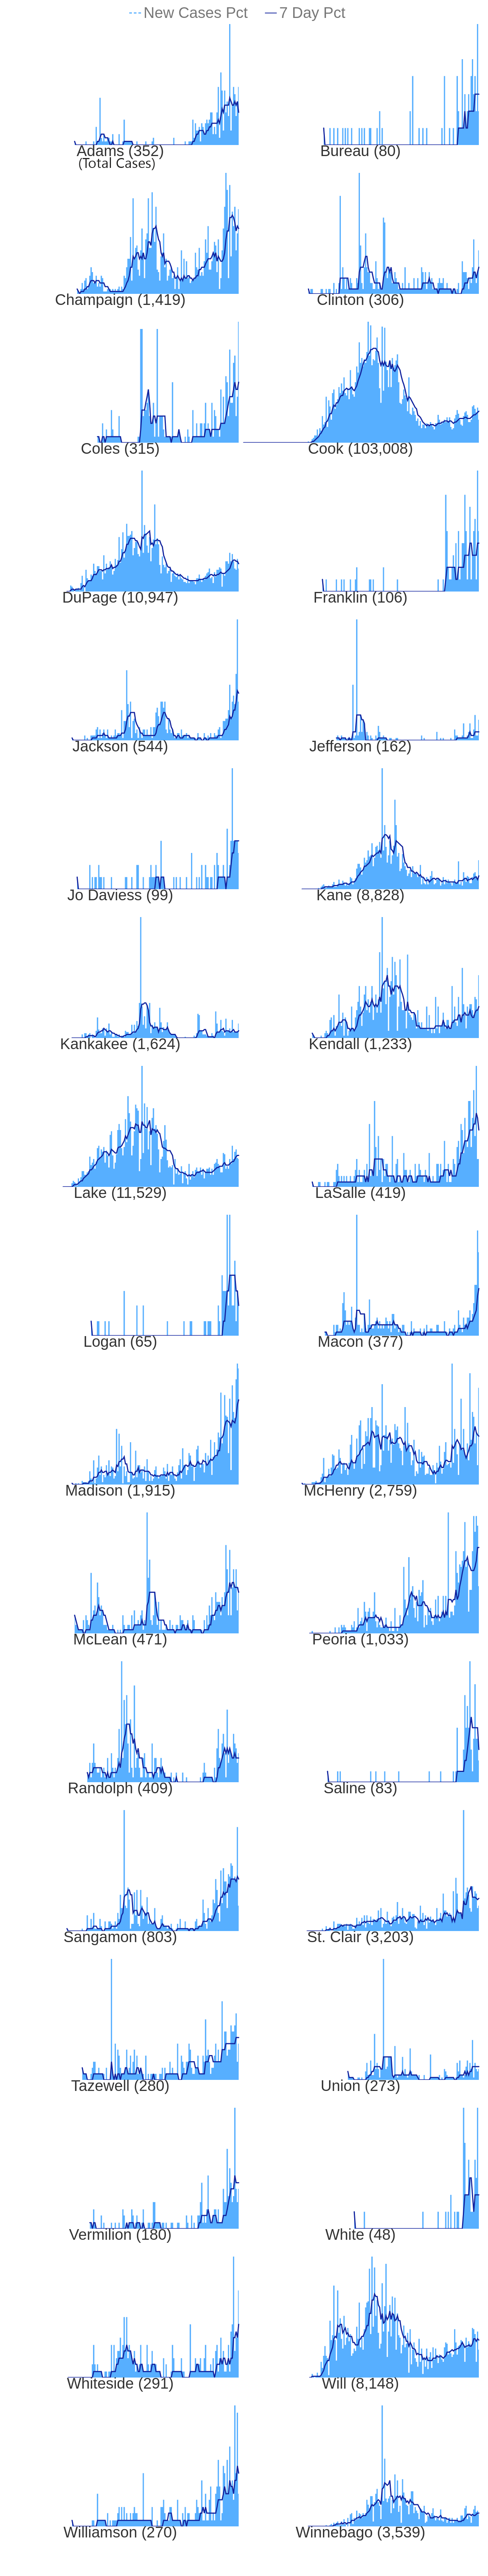 New Cases Pct 7 Day Pct
Adams (352) Bureau (80)
(Total Cases)
Champaign (1,419) Clinton (306)
Coles (315) Cook (103,008)
DuPage (10,947) Franklin (106)
Jackson (544) Jefferson (162)
Jo Daviess (99) Kane (8,828)
Kankakee (1,624) Kendall (1,233)
Lake (11,529) LaSalle (419)
Logan (65) Macon (377)
Madison (1,915) McHenry (2,759)
McLean (471) Peoria (1,033)
Randolph (409) Saline (83)
Sangamon (803) St. Clair (3,203)
Tazewell (280) Union (273)
Vermilion (180) White (48)
Whiteside (291) Will (8,148)
Williamson (270) Winnebago (3,539)